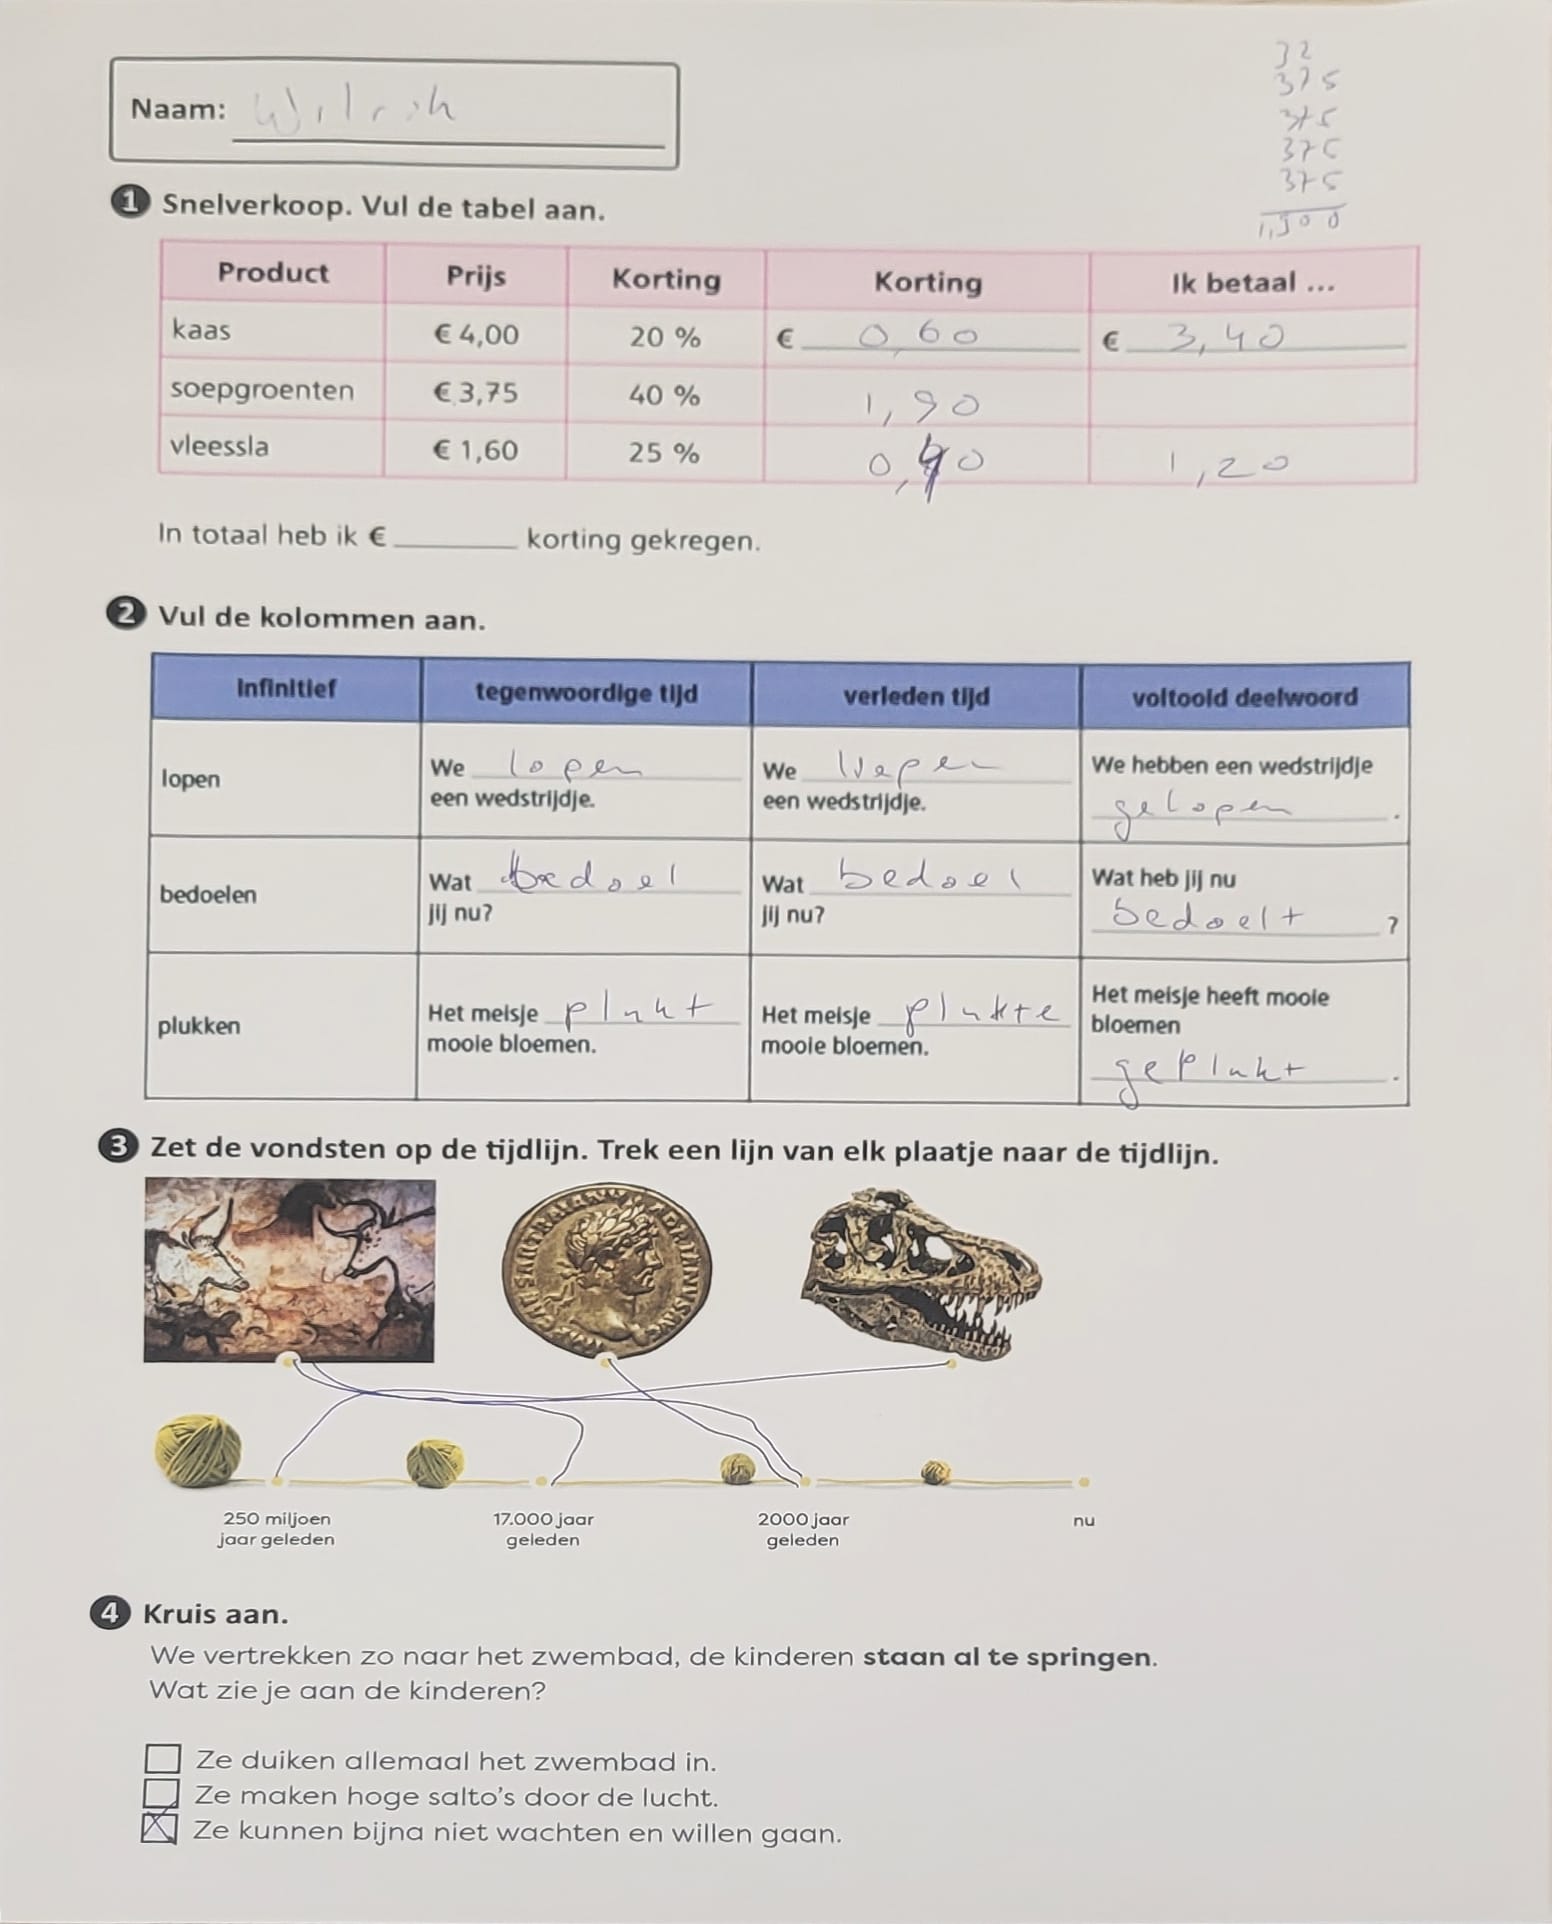 32
375
375
375
375
1,500
Naam:
1 Snelverkoop. Vul de tabel aan.
Product Prijs Korting Korting Ik betaal ...
kaas € 4,00 20 % € 0,60 € 3,40
soepgroenten € 3,75 40 % 1,90
vleessla € 1,60 25 % 0,40 1,20
In totaal heb ik € ________ korting gekregen.
2 Vul de kolommen aan.
infinitief tegenwoordige tijd verleden tijd voltooid deelwoord
lopen
We lopen
een wedstrijdje.
We liepen
een wedstrijdje.
We hebben een wedstrijdje
gelopen .
bedoelen
Wat bedoel
jij nu?
Wat bedoel
jij nu?
Wat heb jij nu
bedoelt ?
plukken
Het meisje plukt
mooie bloemen.
Het meisje plukte
mooie bloemen.
Het meisje heeft mooie
bloemen
geplukt .
3 Zet de vondsten op de tijdlijn. Trek een lijn van elk plaatje naar de tijdlijn.
250 miljoen
jaar geleden
17.000 jaar
geleden
2000 jaar
geleden
nu
4 Kruis aan.
We vertrekken zo naar het zwembad, de kinderen staan al te springen.
Wat zie je aan de kinderen?
Ze duiken allemaal het zwembad in.
Ze maken hoge salto's door de lucht.
Ze kunnen bijna niet wachten en willen gaan.